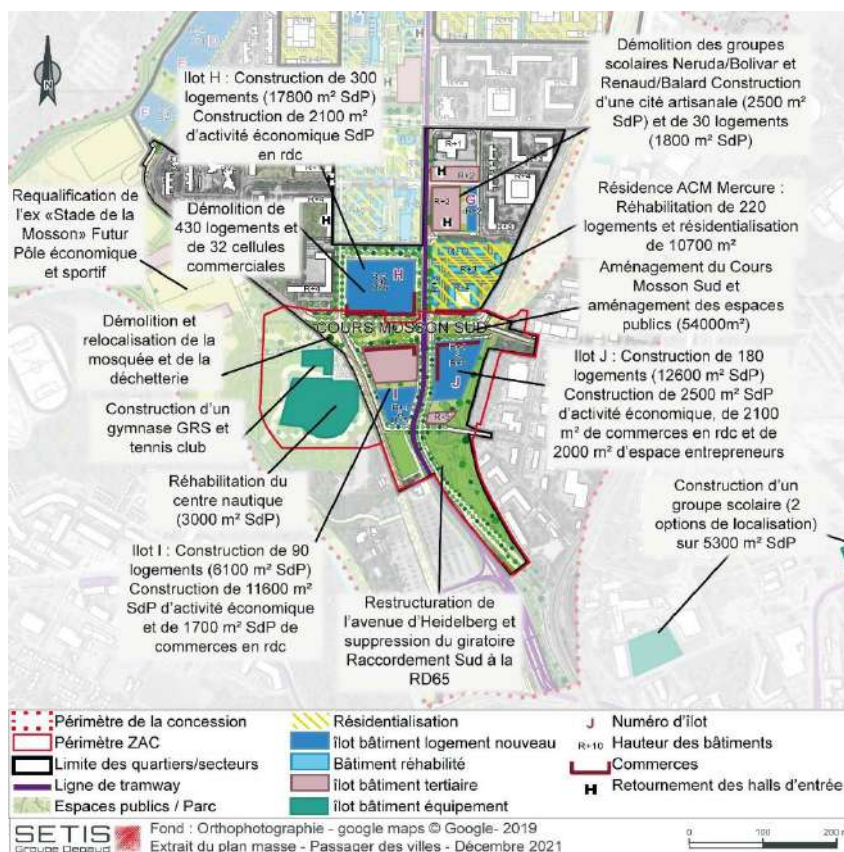 Ilot H : Construction de 300
logements (17800 m² SdP)
Construction de 2100 m²
d'activité économique SdP
en rdc
Démolition des groupes
scolaires Neruda/Bolivar et
Renaud/Balard Construction
d'une cité artisanale (2500 m²
SdP) et de 30 logements
(1800 m² SdP)
Requalification de
l'ex «Stade de la
Mosson» Futur
Pôle économique
et sportif
Démolition de
430 logements et
de 32 cellules
commerciales
Résidence ACM Mercure :
Réhabilitation de 220
logements et résidentialisation
de 10700 m²
Aménagement du Cours
Mosson Sud et
aménagement des espaces
publics (54000m²)
Démolition et
relocalisation de la
mosquée et de la
déchetterie
COURS MOSSON SUD
R+1
H
R+2
G
H
H
H
J
I
Construction d'un
gymnase GRS et
tennis club
Ilot J : Construction de 180
logements (12600 m² SdP)
Construction de 2500 m² SdP
d'activité économique, de 2100
m² de commerces en rdc et de
2000 m² d'espace entrepreneurs
Réhabilitation du
centre nautique
(3000 m² SdP)
Construction d'un
groupe scolaire (2
options de localisation)
sur 5300 m² SdP
Ilot I : Construction de 90
logements (6100 m² SdP)
Construction de 11600 m²
SdP d'activité économique
et de 1700 m² SdP de
commerces en rdc
Restructuration de
l'avenue d'Heidelberg et
suppression du giratoire
Raccordement Sud à la
RD65
Périmètre de la concession
Périmètre ZAC
Limite des quartiers/secteurs
Ligne de tramway
Espaces publics / Parc
Résidentialisation
îlot bâtiment logement nouveau
Bâtiment réhabilité
îlot bâtiment tertiaire
îlot bâtiment équipement
J Numéro d'îlot
R+10 Hauteur des bâtiments
Commerces
H Retournement des halls d'entrée
SETIS
Groupe Degaud
Fond : Orthophotographie - google maps © Google- 2019
Extrait du plan masse - Passager des villes - Décembre 2021
0 100 200